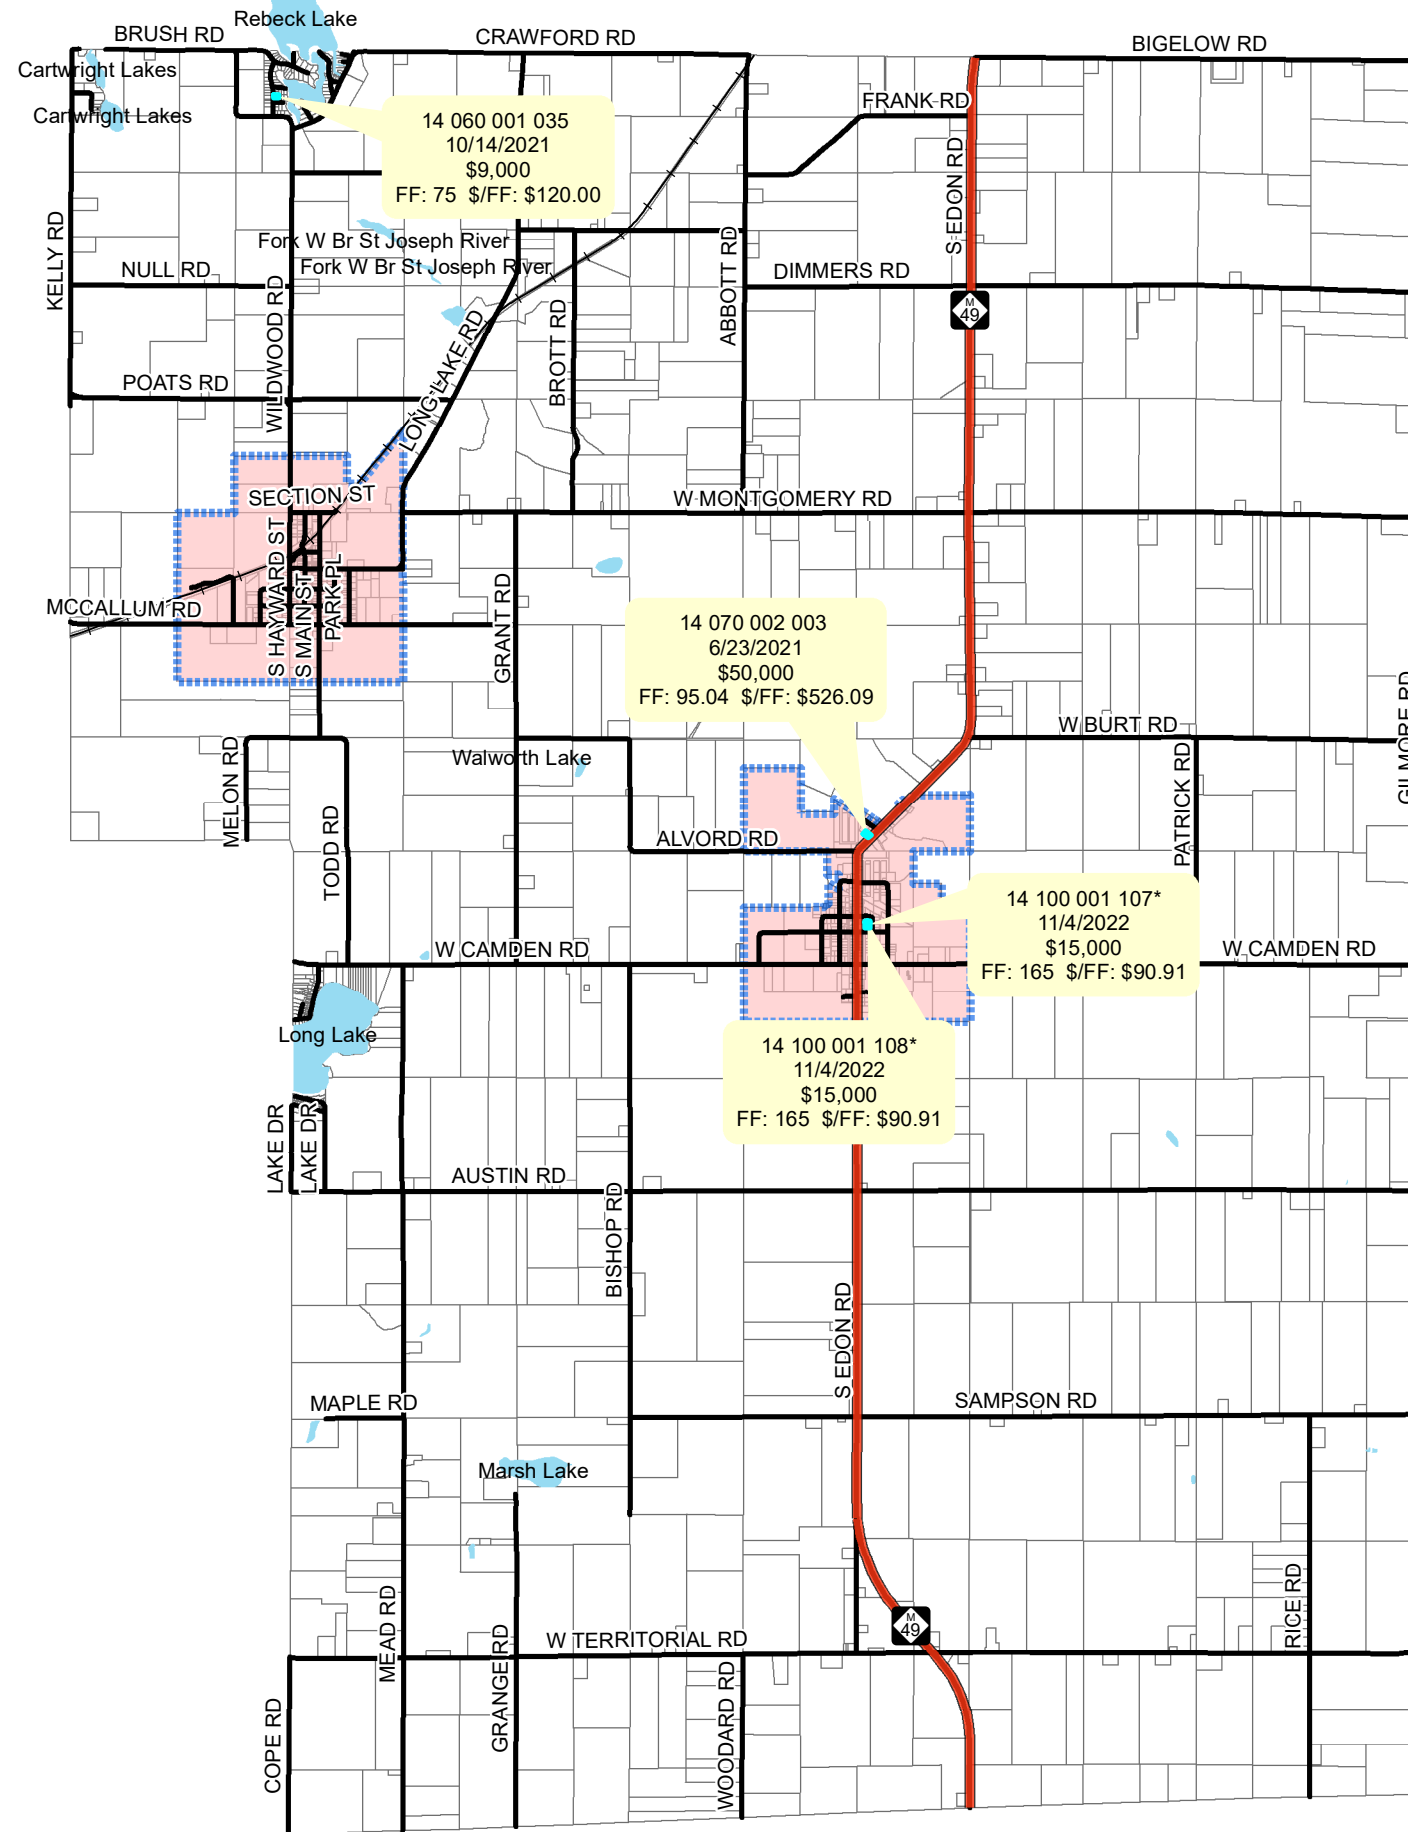 Rebeck Lake
BRUSH RD
CRAWFORD RD
BIGELOW RD
Cartwright Lakes
Cartwright Lakes
FRANK RD
14 060 001 035
10/14/2021
$9,000
FF: 75 $/FF: $120.00
S EDON RD
KELLY RD
Fork W Br St Joseph River
Fork W Br St Joseph River
NULL RD
DIMMERS RD
ABBOTT RD
WILDWOOD RD
M
49
BROTT RD
LONG LAKE RD
POATS RD
SECTION ST
W MONTGOMERY RD
S HAYWARD ST
S MAIN ST
PARK PL
MCCALLUM RD
GRANT RD
14 070 002 003
6/23/2021
$50,000
FF: 95.04 $/FF: $526.09
GILMORE RD
W BURT RD
MELON RD
Walworth Lake
PATRICK RD
TODD RD
ALVORD RD
14 100 001 107*
11/4/2022
$15,000
FF: 165 $/FF: $90.91
W CAMDEN RD
W CAMDEN RD
Long Lake
14 100 001 108*
11/4/2022
$15,000
FF: 165 $/FF: $90.91
LAKE DR
LAKE DR
AUSTIN RD
BISHOP RD
S EDON RD
MAPLE RD
SAMPSON RD
Marsh Lake
MEAD RD
RICE RD
M
49
W TERRITORIAL RD
GRANGE RD
COPE RD
WOODARD RD